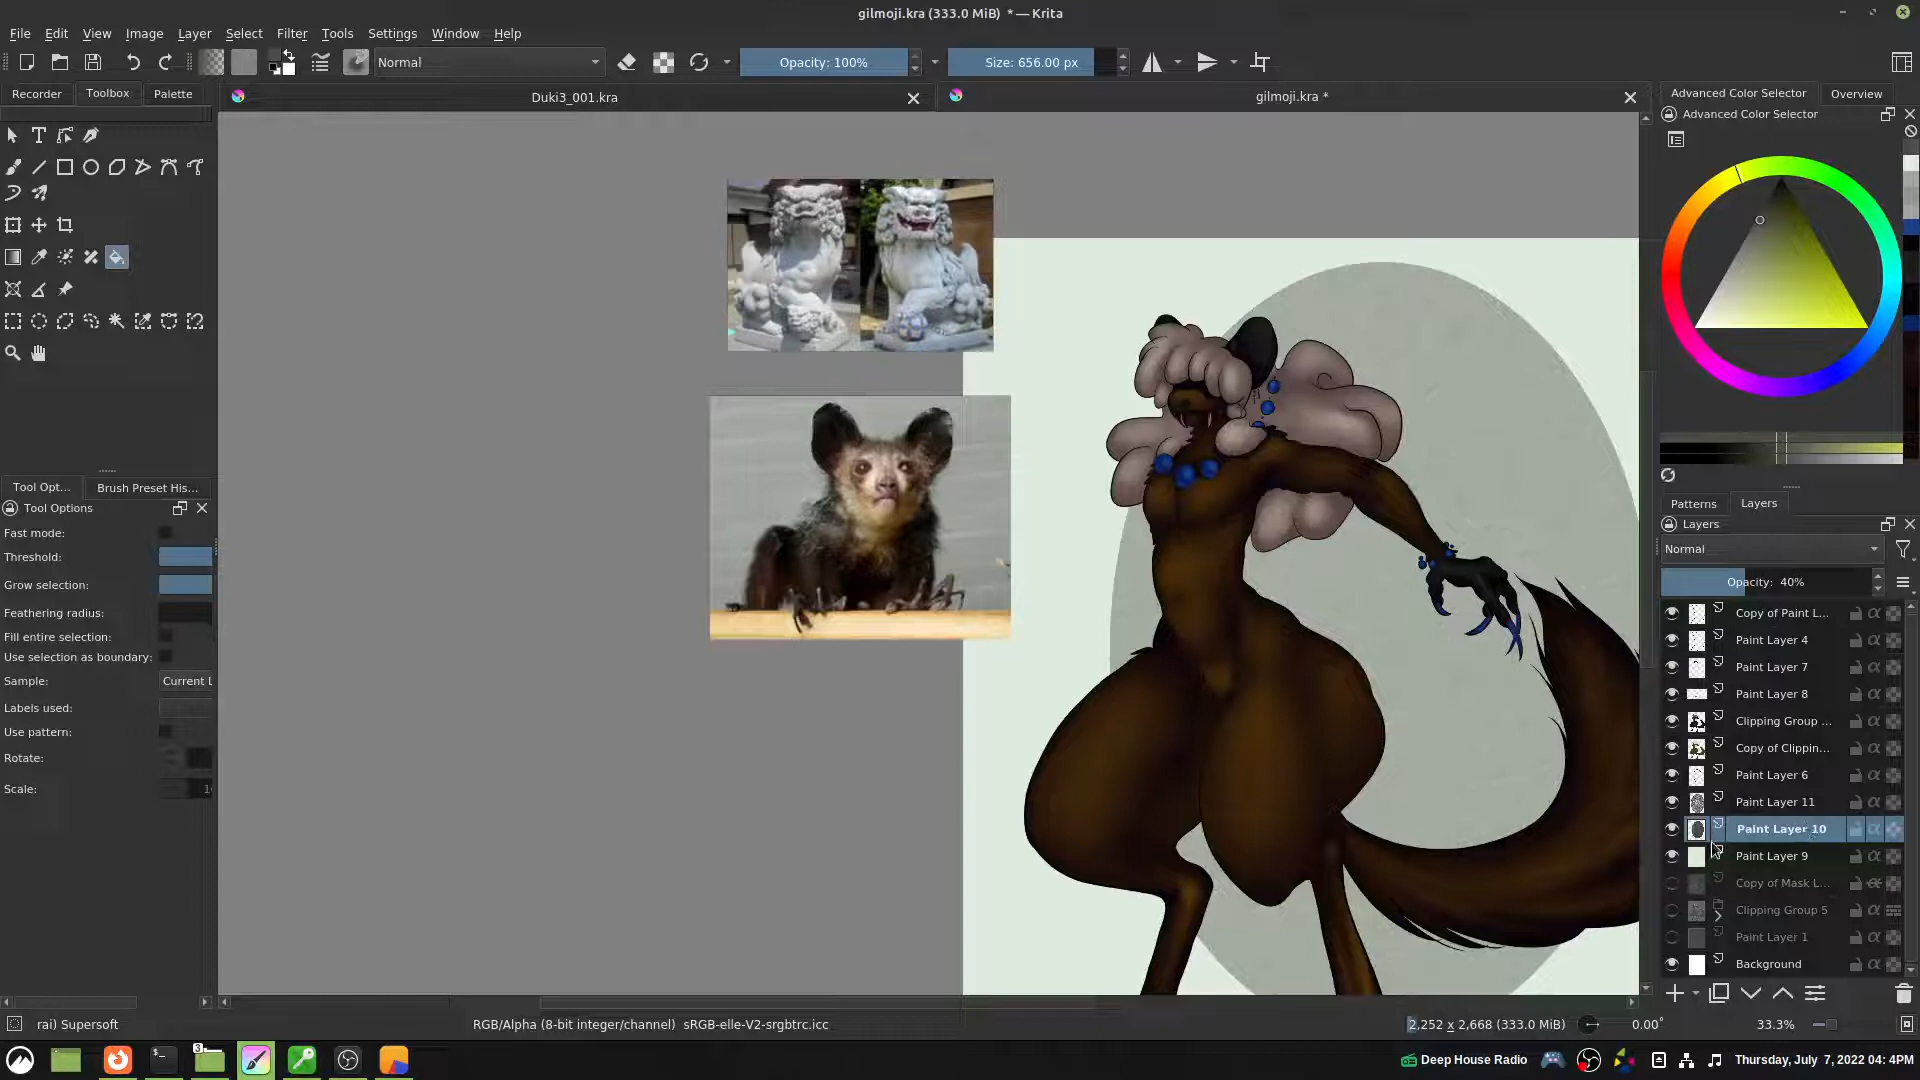 gilmoji.kra (333.0 MiB)  * — Krita
File Edit View Image Layer Select Filter Tools Settings Window Help
Normal Opacity: 100% Size: 656.00 px
Recorder Toolbox Palette Duki3_001.kra gilmoji.kra * Advanced Color Selector Overview
Advanced Color Selector
Tool Opt... Brush Preset His...
Tool Options
Fast mode:
Threshold:
Grow selection:
Feathering radius:
Fill entire selection:
Use selection as boundary:
Sample: Current L
Labels used:
Use pattern:
Rotate:
Scale:
Patterns Layers
Layers
Normal
Opacity:  40%
Copy of Paint L...
Paint Layer 4
Paint Layer 7
Paint Layer 8
Clipping Group ...
Copy of Clippin...
Paint Layer 6
Paint Layer 11
Paint Layer 10
Paint Layer 9
Copy of Mask L...
Clipping Group 5
Paint Layer 1
Background
rai) Supersoft RGB/Alpha (8-bit integer/channel)  sRGB-elle-V2-srgbtrc.icc 2,252 x 2,668 (333.0 MiB) 0.00° 33.3%
3 Deep House Radio Thursday, July  7, 2022 04: 4PM